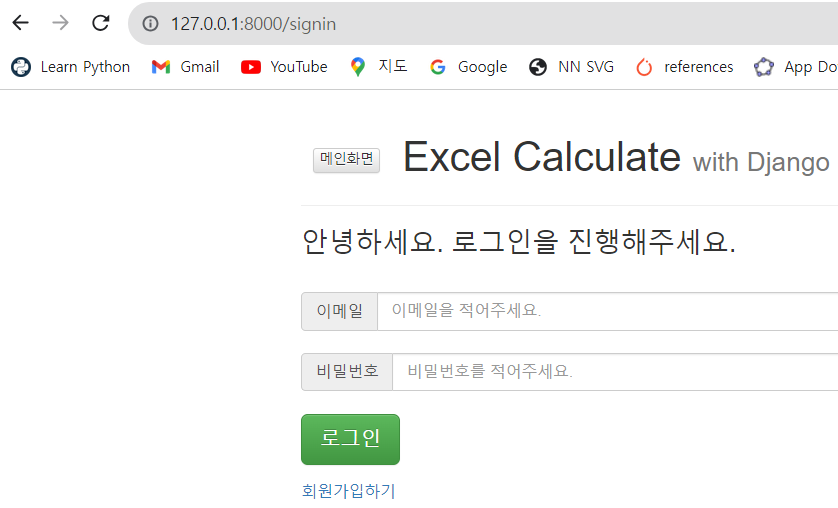 127.0.0.1:8000/signin
Learn Python Gmail YouTube 지도 Google NN SVG references App Do
메인화면 Excel Calculate with Django
안녕하세요. 로그인을 진행해주세요.
이메일 이메일을 적어주세요.
비밀번호 비밀번호를 적어주세요.
로그인
회원가입하기